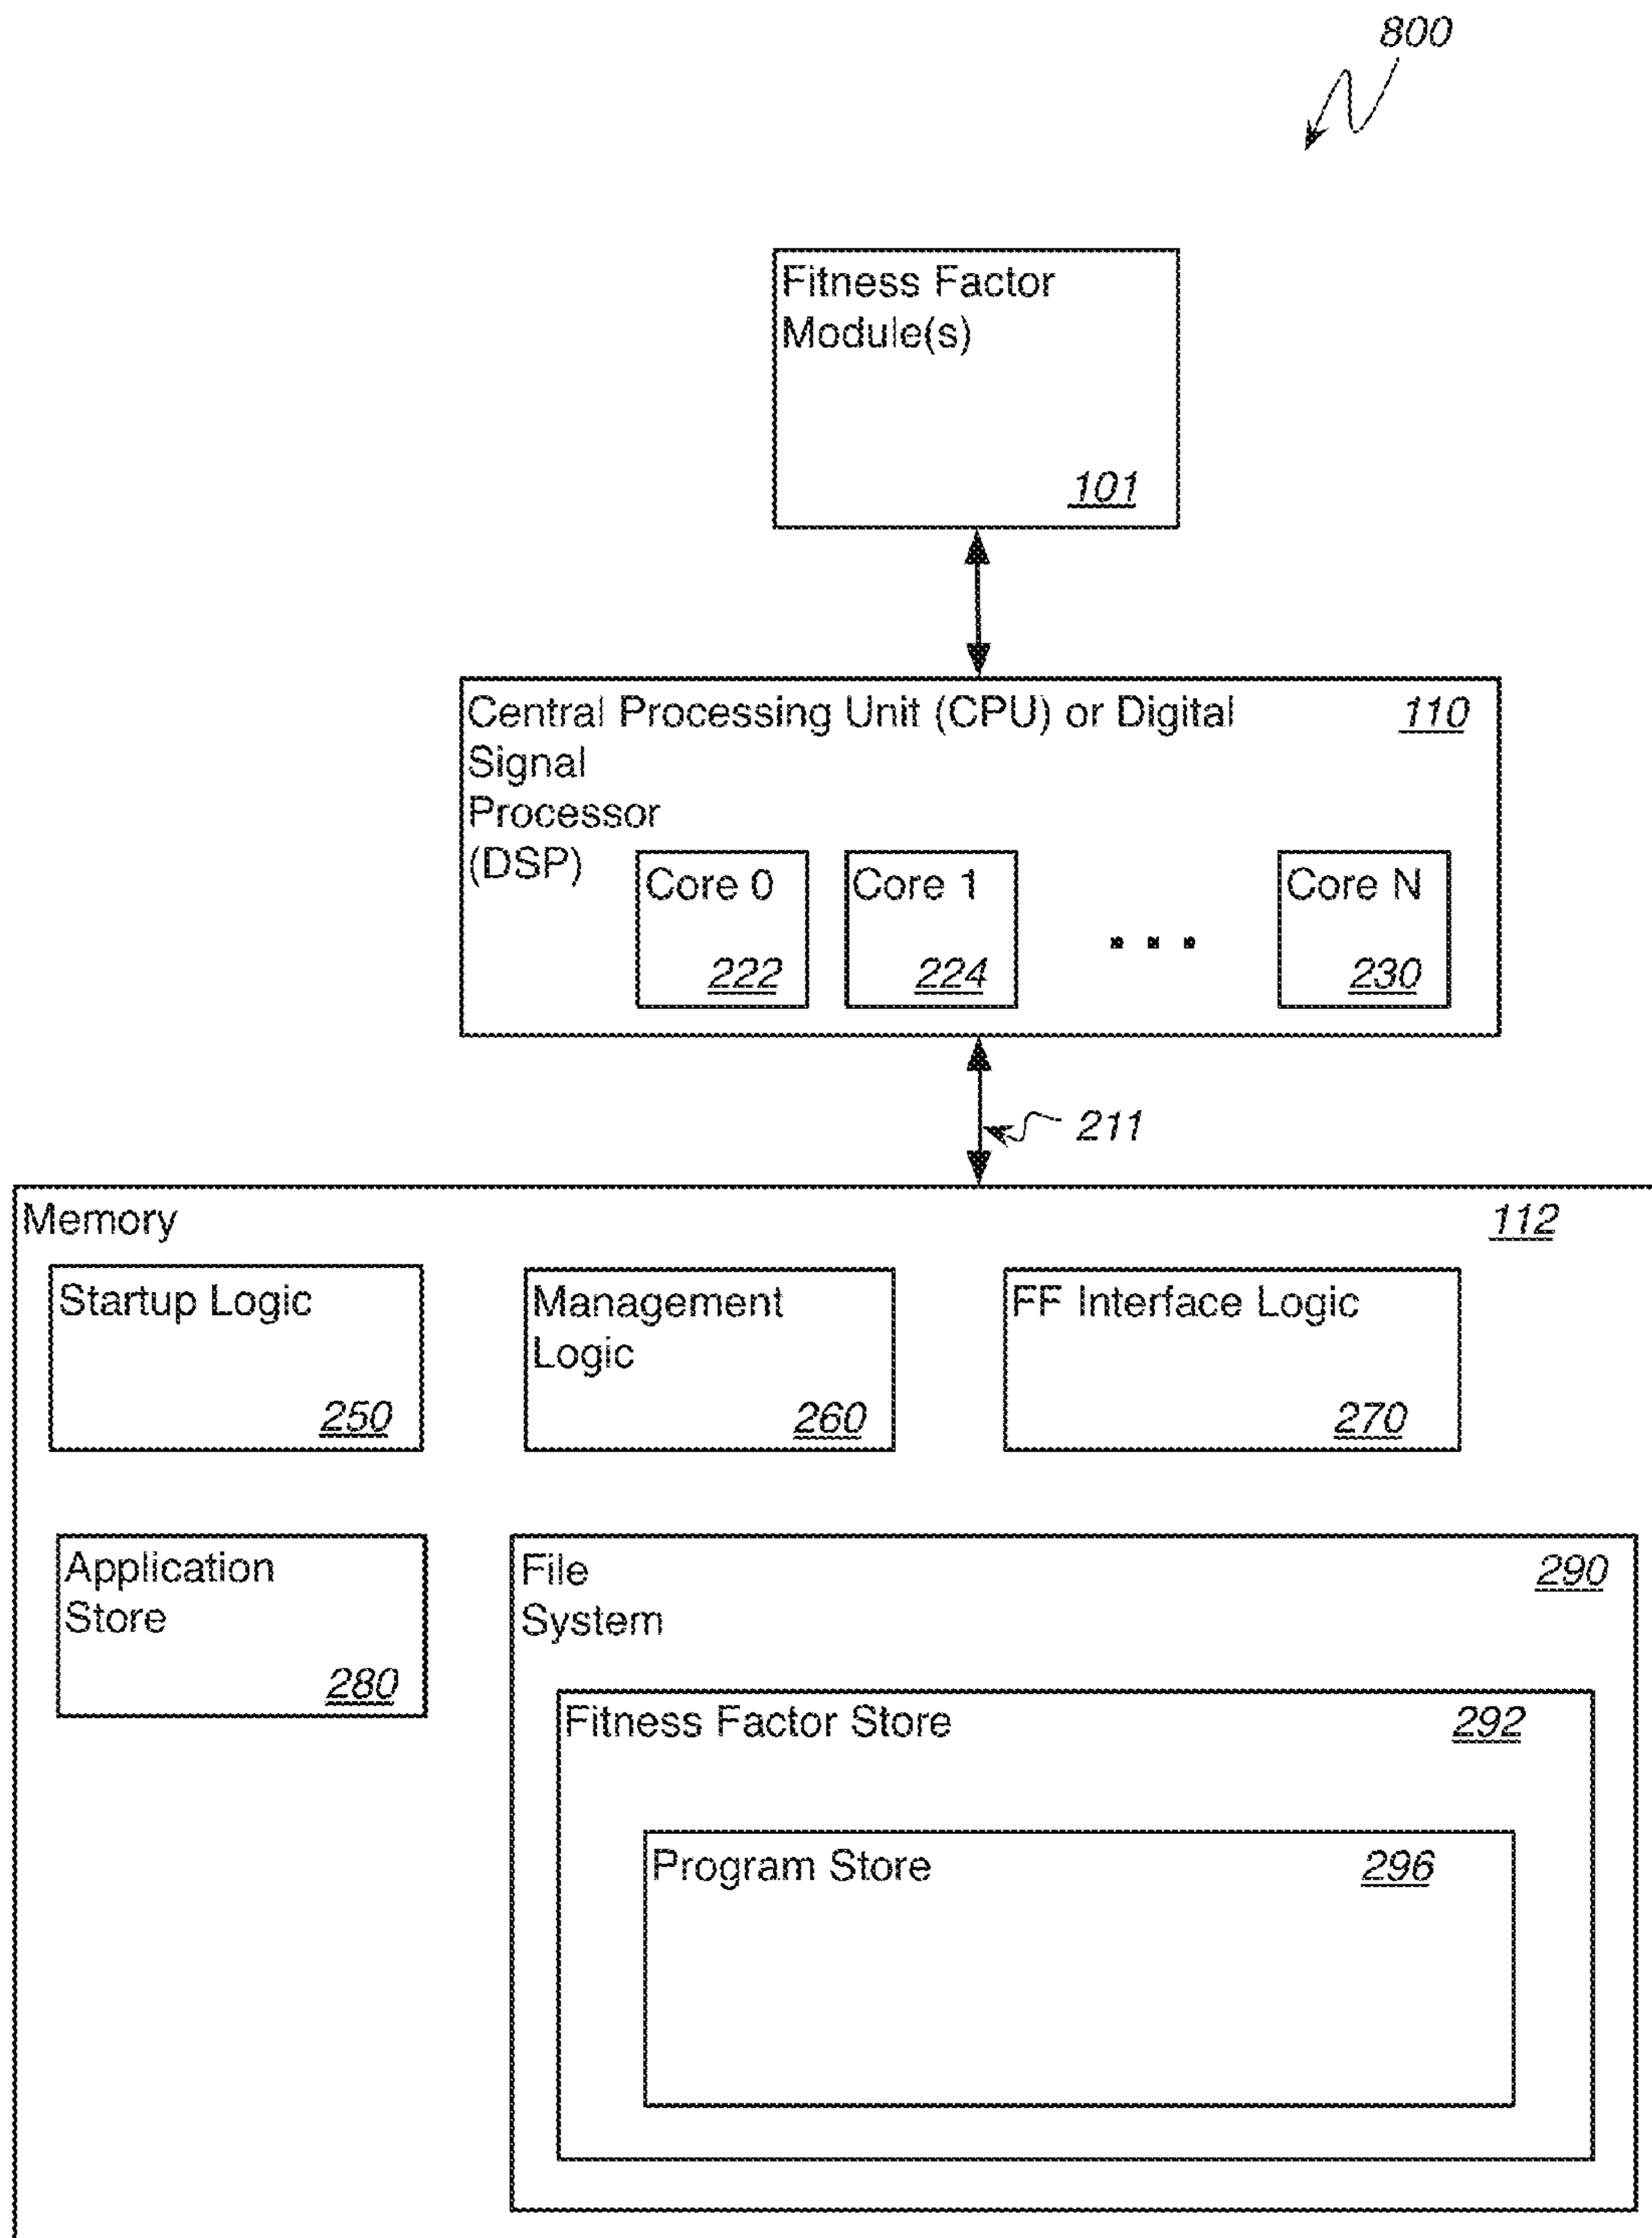 800
Fitness Factor
Module(s)
101
Central Processing Unit (CPU) or Digital
110
Signal
Processor
(DSP)
Core 0
222
Core 1
224
...
Core N
230
211
Memory
112
Startup Logic
250
Management
Logic
260
FF Interface Logic
270
Application
Store
280
File
System
290
Fitness Factor Store
292
Program Store
296